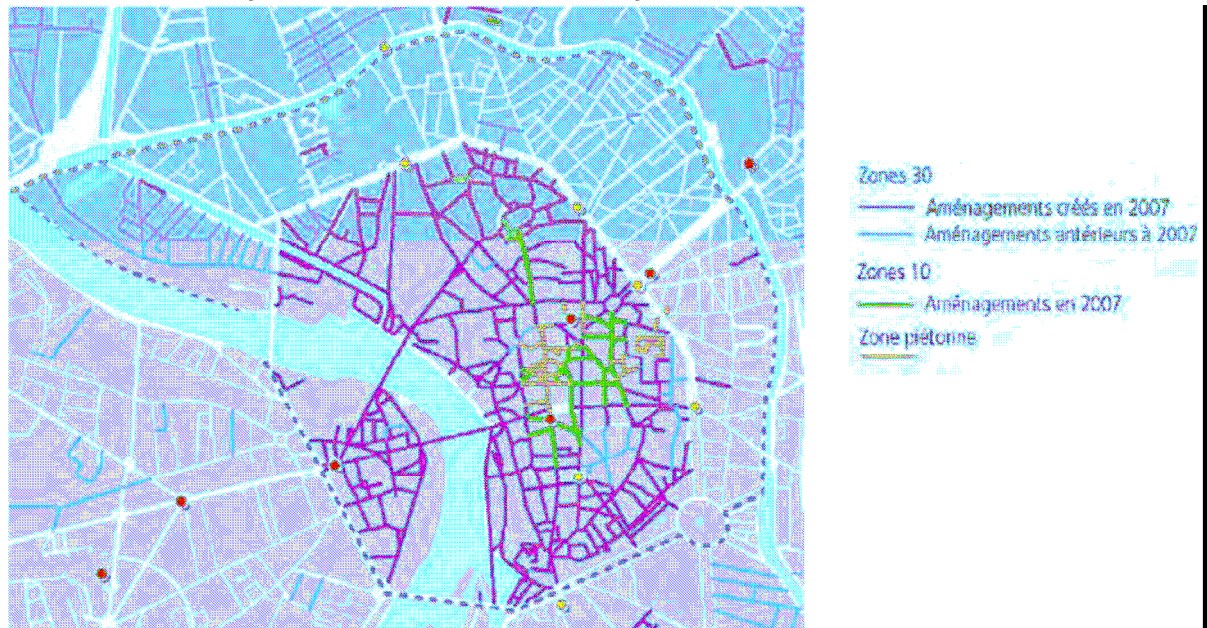 Zones 30
Aménagements créés en 2007
Aménagements antérieurs à 2007
Zones 10
Aménagements en 2007
Zone piétonne